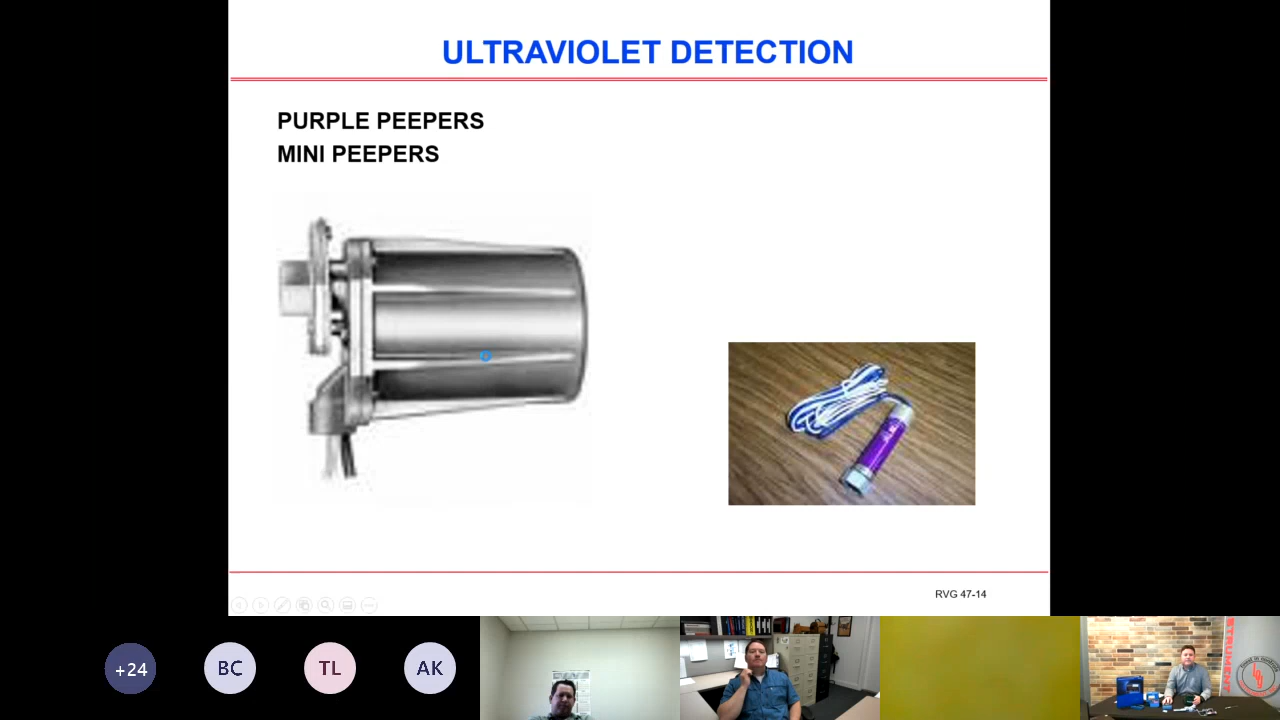 ULTRAVIOLET DETECTION
PURPLE PEEPERS
MINI PEEPERS
RVG 47-14
+24
BC
TL
AK